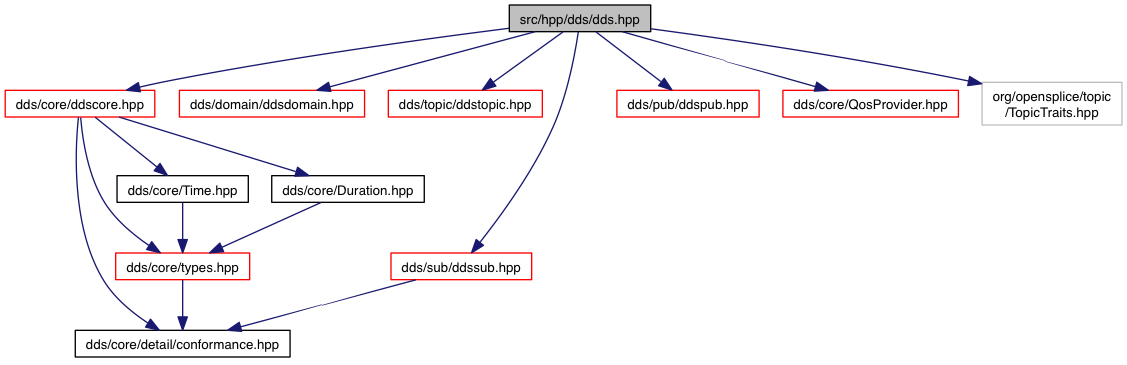 src/hpp/dds/dds.hpp
dds/core/ddscore.hpp
dds/domain/ddsdomain.hpp
dds/topic/ddstopic.hpp
dds/pub/ddspub.hpp
dds/core/QosProvider.hpp
org/opensplice/topic
/TopicTraits.hpp
dds/core/Time.hpp
dds/core/Duration.hpp
dds/core/types.hpp
dds/sub/ddssub.hpp
dds/core/detail/conformance.hpp